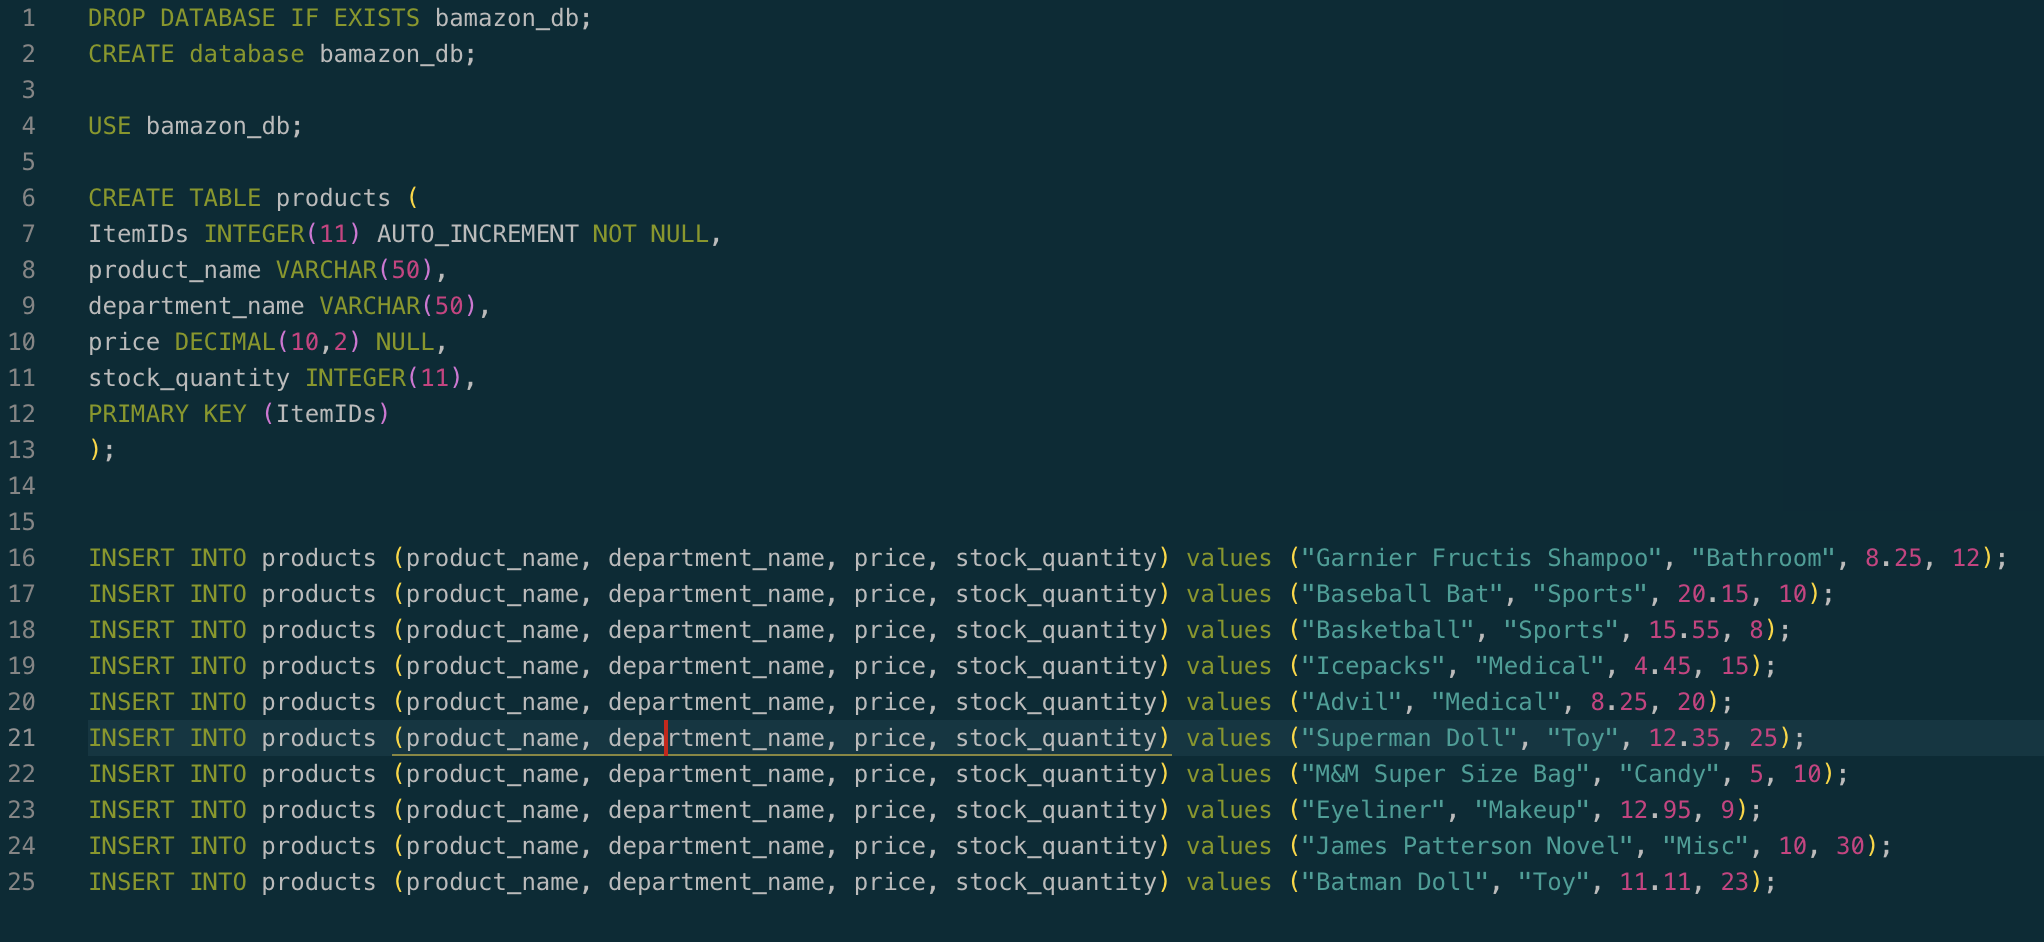 1 DROP DATABASE IF EXISTS bamazon_db;
2 CREATE database bamazon_db;
3
4 USE bamazon_db;
5
6 CREATE TABLE products (
7 ItemIDs INTEGER(11) AUTO_INCREMENT NOT NULL,
8 product_name VARCHAR(50),
9 department_name VARCHAR(50),
10 price DECIMAL(10,2) NULL,
11 stock_quantity INTEGER(11),
12 PRIMARY KEY (ItemIDs)
13 );
14
15
16 INSERT INTO products (product_name, department_name, price, stock_quantity) values ("Garnier Fructis Shampoo", "Bathroom", 8.25, 12);
17 INSERT INTO products (product_name, department_name, price, stock_quantity) values ("Baseball Bat", "Sports", 20.15, 10);
18 INSERT INTO products (product_name, department_name, price, stock_quantity) values ("Basketball", "Sports", 15.55, 8);
19 INSERT INTO products (product_name, department_name, price, stock_quantity) values ("Icepacks", "Medical", 4.45, 15);
20 INSERT INTO products (product_name, department_name, price, stock_quantity) values ("Advil", "Medical", 8.25, 20);
21 INSERT INTO products (product_name, department_name, price, stock_quantity) values ("Superman Doll", "Toy", 12.35, 25);
22 INSERT INTO products (product_name, department_name, price, stock_quantity) values ("M&M Super Size Bag", "Candy", 5, 10);
23 INSERT INTO products (product_name, department_name, price, stock_quantity) values ("Eyeliner", "Makeup", 12.95, 9);
24 INSERT INTO products (product_name, department_name, price, stock_quantity) values ("James Patterson Novel", "Misc", 10, 30);
25 INSERT INTO products (product_name, department_name, price, stock_quantity) values ("Batman Doll", "Toy", 11.11, 23);